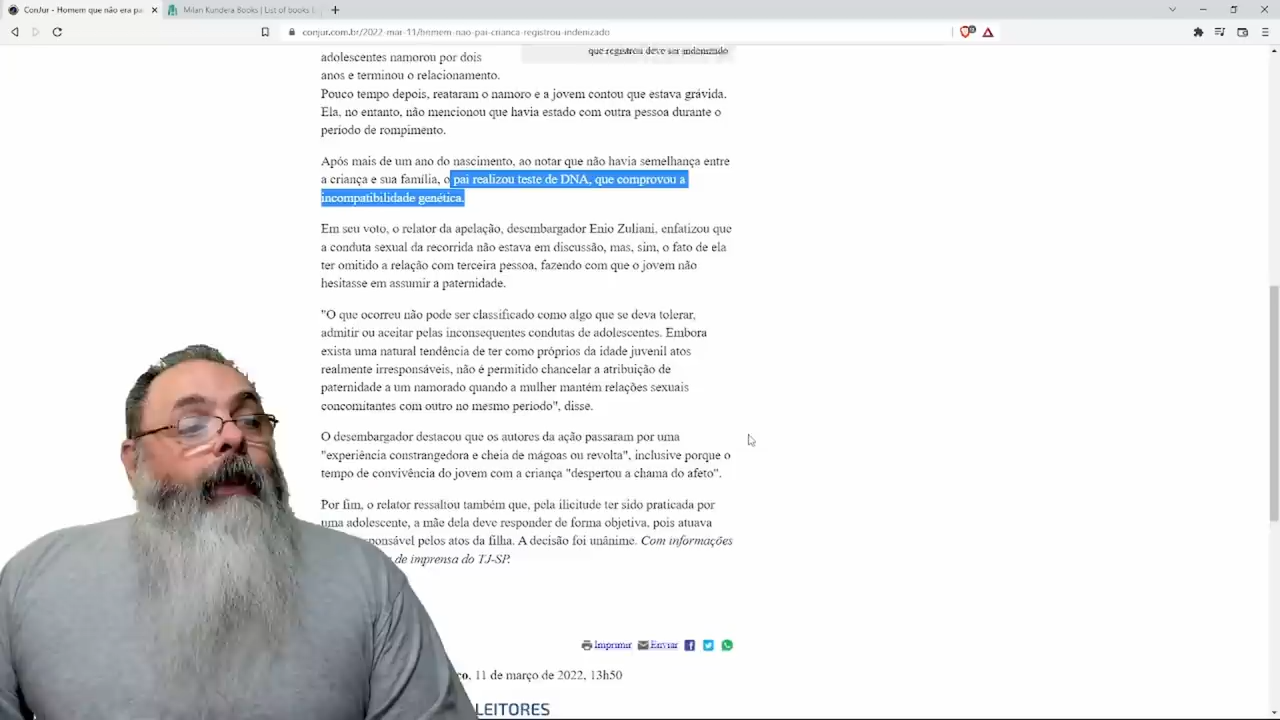 ConJur - Homem que não era pa
Milan Kundera Books | List of books
conjur.com.br/2022-mar-11/homem-nao-pai-crianca-registrou-indenizado
adolescentes namorou por dois
que registrou deve ser indenizado
anos e terminou o relacionamento.
Pouco tempo depois, reataram o namoro e a jovem contou que estava grávida.
Ela, no entanto, não mencionou que havia estado com outra pessoa durante o
período de rompimento.
Após mais de um ano do nascimento, ao notar que não havia semelhança entre
a criança e sua família, o pai realizou teste de DNA, que comprovou a
incompatibilidade genética.
Em seu voto, o relator da apelação, desembargador Enio Zuliani, enfatizou que
a conduta sexual da recorrida não estava em discussão, mas, sim, o fato de ela
ter omitido a relação com terceira pessoa, fazendo com que o jovem não
hesitasse em assumir a paternidade.
"O que ocorreu não pode ser classificado como algo que se deva tolerar,
admitir ou aceitar pelas inconsequentes condutas de adolescentes. Embora
exista uma natural tendência de ter como próprios da idade juvenil atos
realmente irresponsáveis, não é permitido chancelar a atribuição de
paternidade a um namorado quando a mulher mantém relações sexuais
concomitantes com outro no mesmo período", disse.
O desembargador destacou que os autores da ação passaram por uma
"experiência constrangedora e cheia de mágoas ou revolta", inclusive porque o
tempo de convivência do jovem com a criança "despertou a chama do afeto".
Por fim, o relator ressaltou também que, pela ilicitude ter sido praticada por
uma adolescente, a mãe dela deve responder de forma objetiva, pois atuava
ponsável pelos atos da filha. A decisão foi unânime. Com informações
de imprensa do TJ-SP.
Imprimir Enviar
co, 11 de março de 2022, 13h50
LEITORES